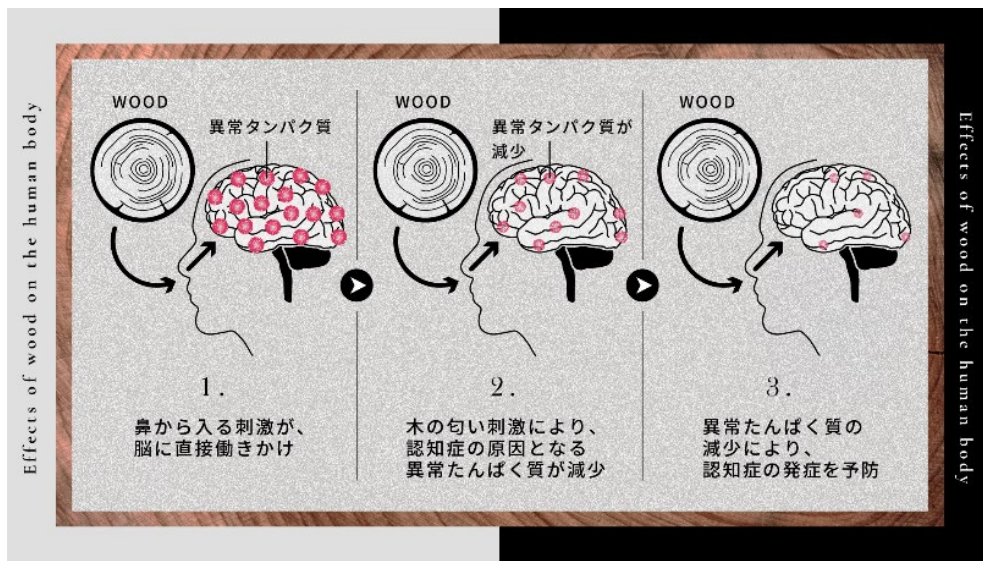 Effects of wood on the human body
WOOD
異常タンパク質
1.
鼻から入る刺激が、
脳に直接働きかけ
WOOD
異常タンパク質が
減少
2.
木の匂い刺激により、
認知症の原因となる
異常たんぱく質が減少
WOOD
3.
異常たんぱく質の
減少により、
認知症の発症を予防
Effects of wood on the human body